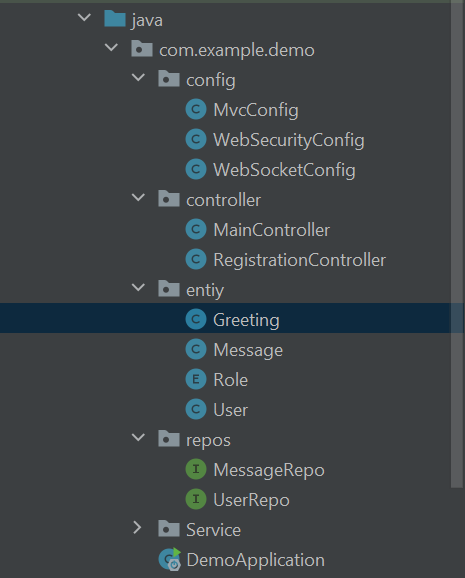 java
com.example.demo
config
C MvcConfig
C WebSecurityConfig
C WebSocketConfig
controller
C MainController
C RegistrationController
entiy
C Greeting
C Message
E Role
C User
repos
I MessageRepo
I UserRepo
Service
C DemoApplication